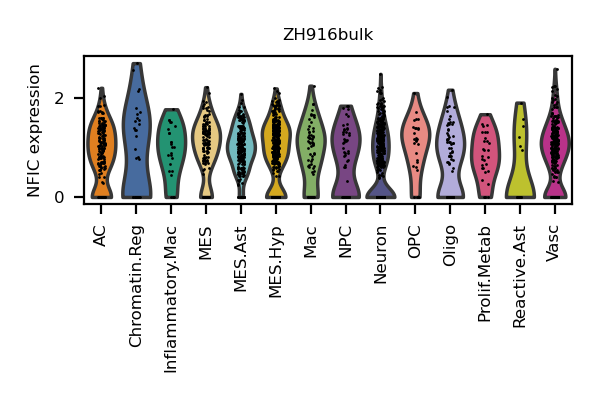 ZH916bulk
NFIC expression
2
0
AC
Chromatin.Reg
Inflammatory.Mac
MES
MES.Ast
MES.Hyp
Mac
NPC
Neuron
OPC
Oligo
Prolif.Metab
Reactive.Ast
Vasc